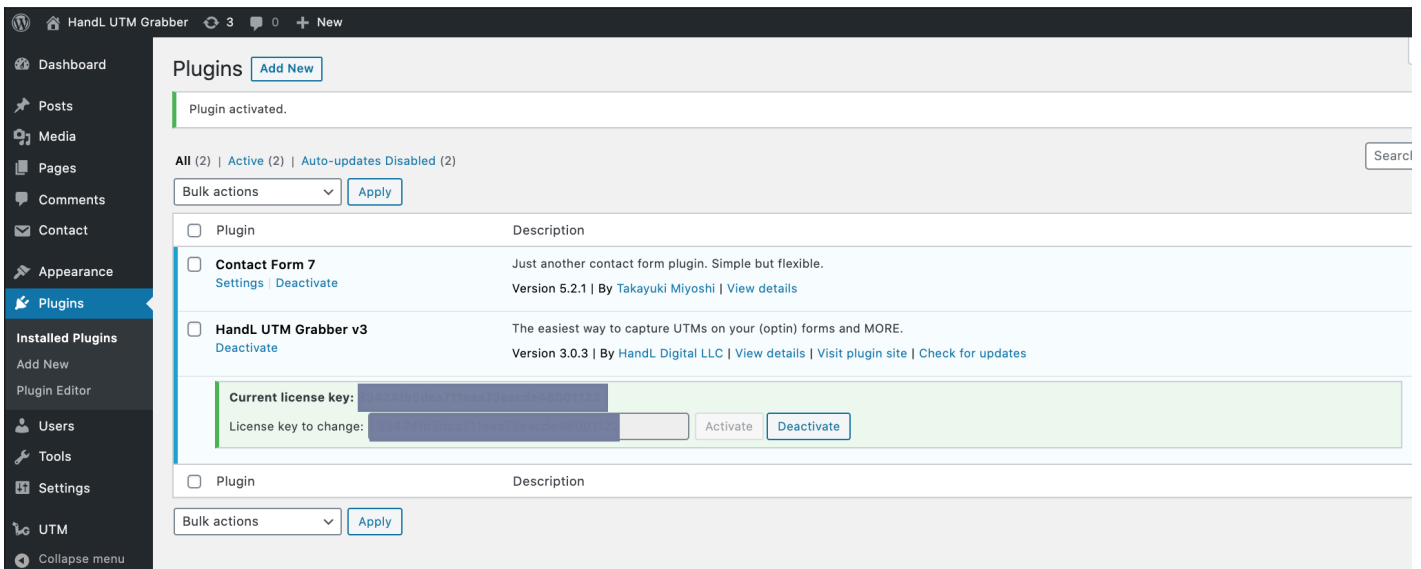 HandL UTM Grabber 3 0 + New
Dashboard
Posts
Media
Pages
Comments
Contact
Appearance
Plugins
Installed Plugins
Add New
Plugin Editor
Users
Tools
Settings
UTM
Collapse menu
Plugins Add New
Plugin activated.
All (2) | Active (2) | Auto-updates Disabled (2)
Search
Bulk actions Apply
Plugin Description
Contact Form 7 Just another contact form plugin. Simple but flexible.
Settings | Deactivate Version 5.2.1 | By Takayuki Miyoshi | View details
HandL UTM Grabber v3 The easiest way to capture UTMs on your (optin) forms and MORE.
Deactivate Version 3.0.3 | By HandL Digital LLC | View details | Visit plugin site | Check for updates
Current license key:
License key to change: Activate Deactivate
Plugin Description
Bulk actions Apply